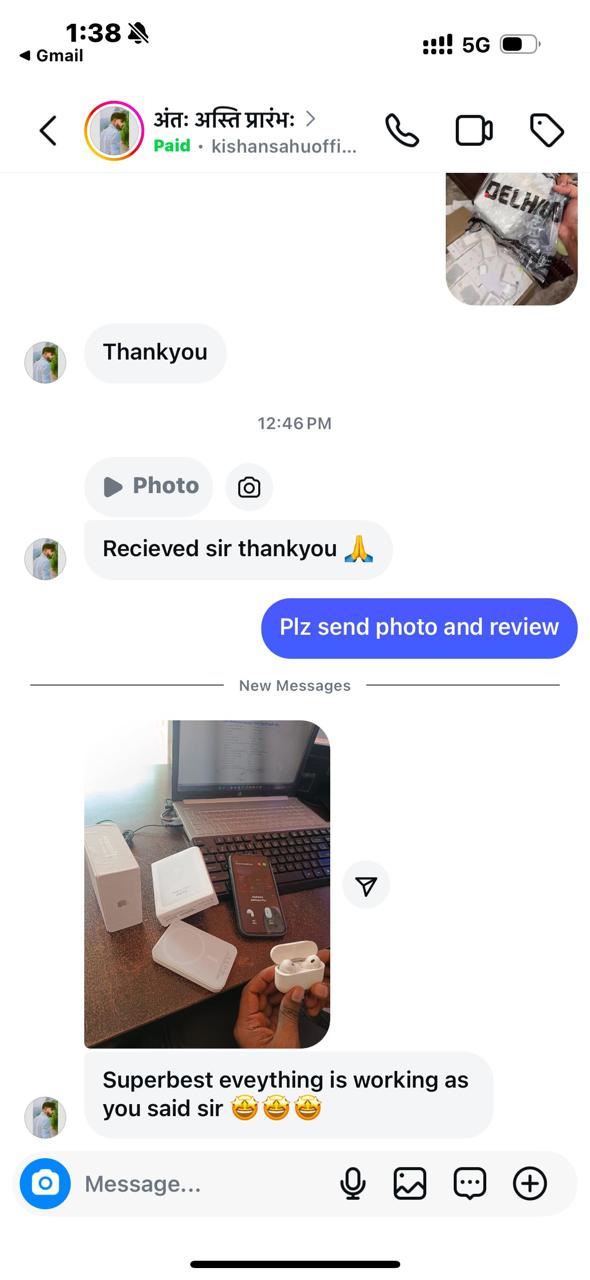 1:38
◀ Gmail
5G
अंतः अस्ति प्रारंभः
Paid · kishansahuoffi...
DELHIV
Thankyou
12:46 PM
Photo
Recieved sir thankyou 🙏
Plz send photo and review
New Messages
Superbest eveything is working as
you said sir 🤩🤩🤩
Message...